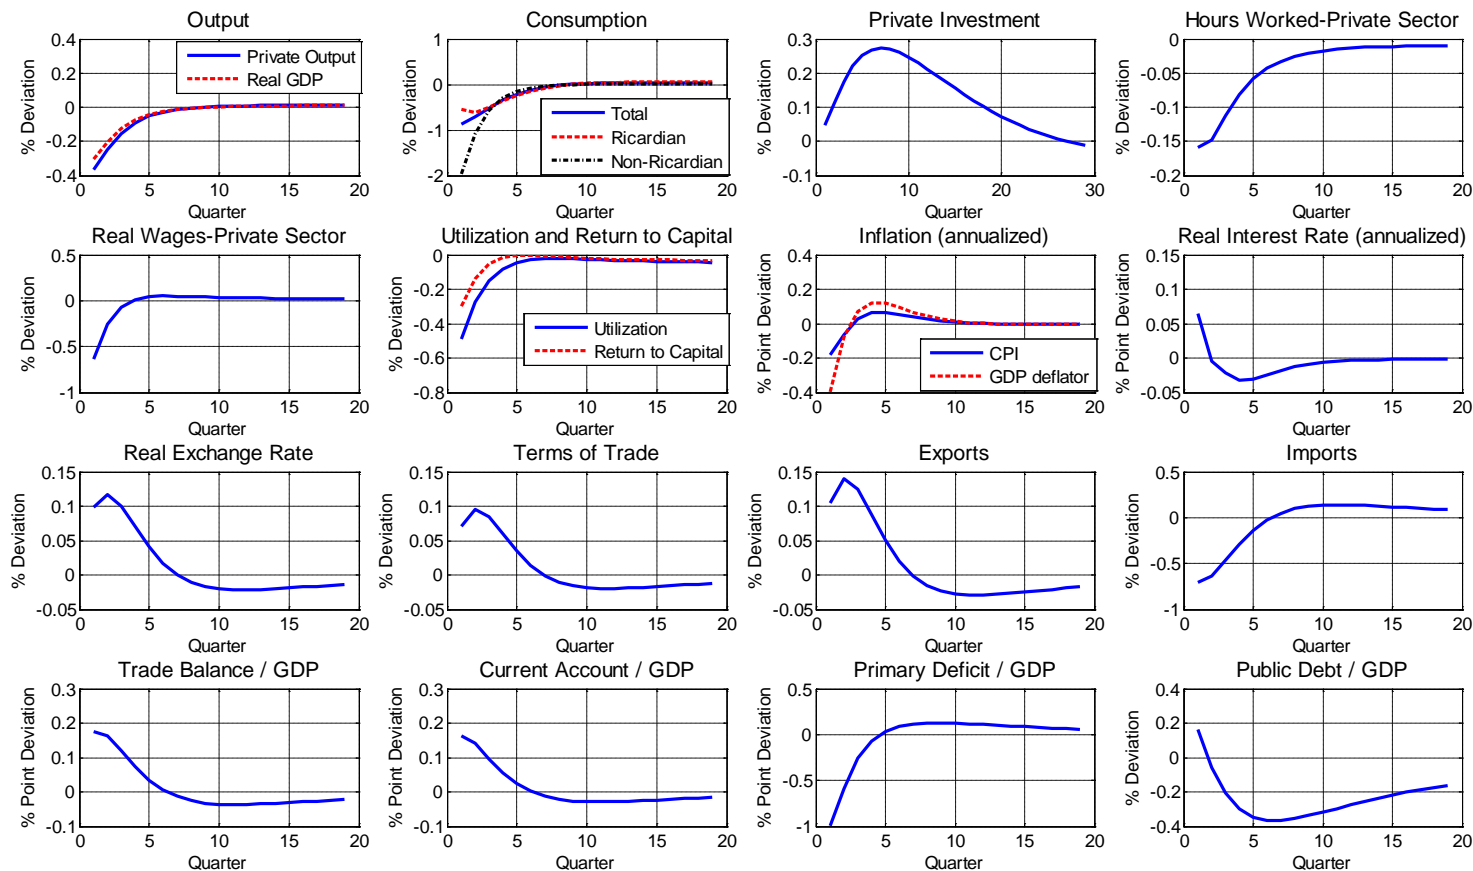 Output
% Deviation
0.4
0.2
0
-0.2
-0.4
Private Output
Real GDP
0 5 10 15 20
Quarter
Consumption
% Deviation
1
0
-1
-2
Total
Ricardian
Non-Ricardian
0 5 10 15 20
Quarter
Private Investment
% Deviation
0.3
0.2
0.1
0
-0.1
0 10 20 30
Quarter
Hours Worked-Private Sector
% Deviation
0
-0.05
-0.1
-0.15
-0.2
0 5 10 15 20
Quarter
Real Wages-Private Sector
% Deviation
0.5
0
-0.5
-1
0 5 10 15 20
Quarter
Utilization and Return to Capital
% Deviation
0
-0.2
-0.4
-0.6
-0.8
Utilization
Return to Capital
0 5 10 15 20
Quarter
Inflation (annualized)
% Point Deviation
0.4
0.2
0
-0.2
-0.4
CPI
GDP deflator
0 5 10 15 20
Quarter
Real Interest Rate (annualized)
% Point Deviation
0.15
0.1
0.05
0
-0.05
0 5 10 15 20
Quarter
Real Exchange Rate
% Deviation
0.15
0.1
0.05
0
-0.05
0 5 10 15 20
Quarter
Terms of Trade
% Deviation
0.15
0.1
0.05
0
-0.05
0 5 10 15 20
Quarter
Exports
% Deviation
0.15
0.1
0.05
0
-0.05
0 5 10 15 20
Quarter
Imports
% Deviation
0.5
0
-0.5
-1
0 5 10 15 20
Quarter
Trade Balance / GDP
% Point Deviation
0.3
0.2
0.1
0
-0.1
0 5 10 15 20
Quarter
Current Account / GDP
% Point Deviation
0.3
0.2
0.1
0
-0.1
0 5 10 15 20
Quarter
Primary Deficit / GDP
% Point Deviation
0.5
0
-0.5
-1
0 5 10 15 20
Quarter
Public Debt / GDP
% Deviation
0.4
0.2
0
-0.2
-0.4
0 5 10 15 20
Quarter